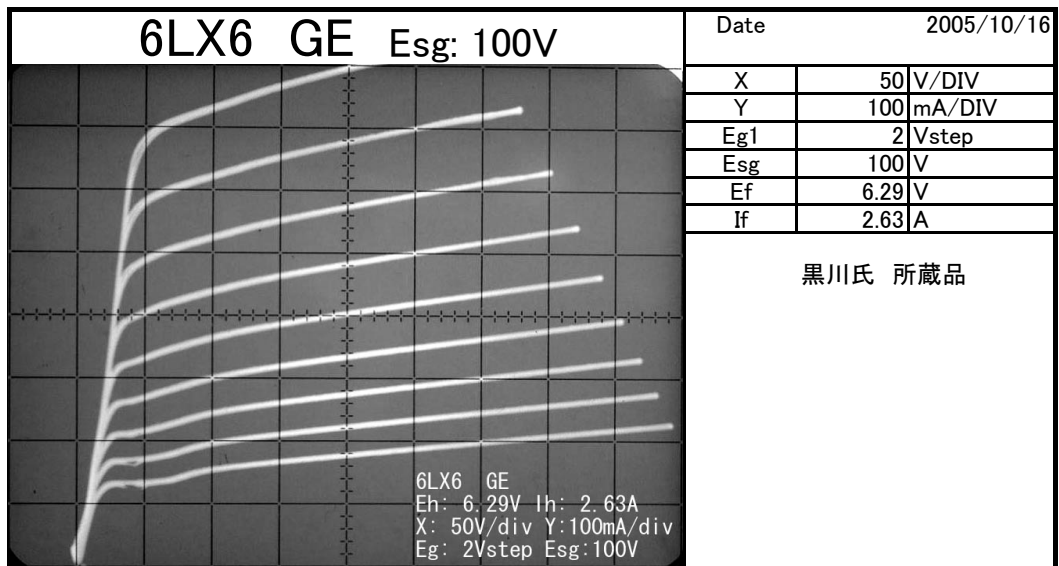 6LX6 GE Esg: 100V
Date 2005/10/16
X 50 V/DIV
Y 100 mA/DIV
Eg1 2 Vstep
Esg 100 V
Ef 6.29 V
If 2.63 A
黒川氏 所蔵品
6LX6 GE
Eh: 6.29V Ih: 2.63A
X: 50V/div Y:100mA/div
Eg: 2Vstep Esg:100V